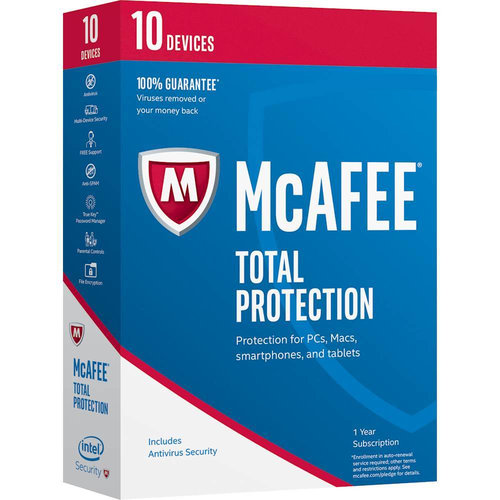 10
DEVICES
Antivirus
Multi-Device Security
FREE Support
Anti-SPAM
True Key™
Password Manager
Parental Controls
File Encryption
M
McAFEE
TOTAL
PROTECTION
intel
Security
10 DEVICES
100% GUARANTEE*
Viruses removed or
your money back
M
McAFEE®
TOTAL
PROTECTION
Protection for PCs, Macs,
smartphones, and tablets
Includes
Antivirus Security
1 Year
Subscription
*Enrollment in auto-renewal
service required; other terms
and restrictions apply. See
mcafee.com/pledge for details.